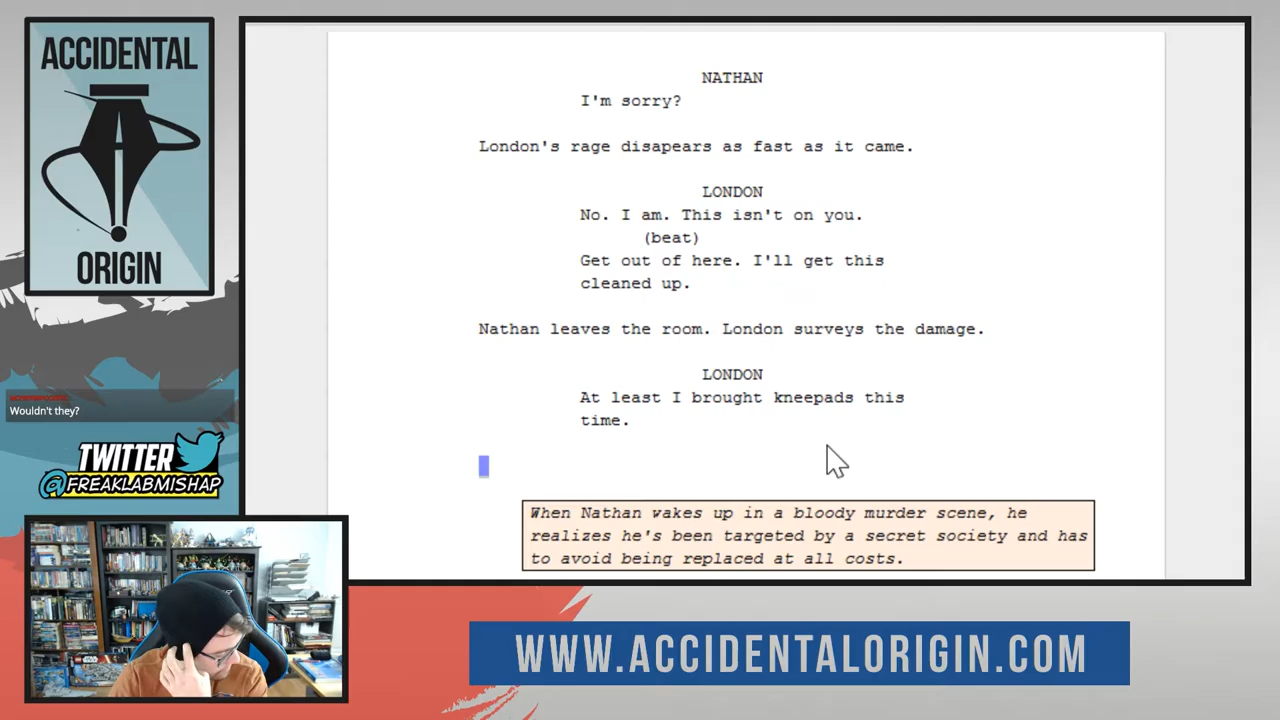 ACCIDENTAL
ORIGIN
NATHAN
I'm sorry?
London's rage disapears as fast as it came.
LONDON
No. I am. This isn't on you.
(beat)
Get out of here. I'll get this
cleaned up.
Nathan leaves the room. London surveys the damage.
LONDON
At least I brought kneepads this
time.
When Nathan wakes up in a bloody murder scene, he
realizes he's been targeted by a secret society and has
to avoid being replaced at all costs.
Wouldn't they?
TWITTER
@FREAKLABMISHAP
WWW.ACCIDENTALORIGIN.COM